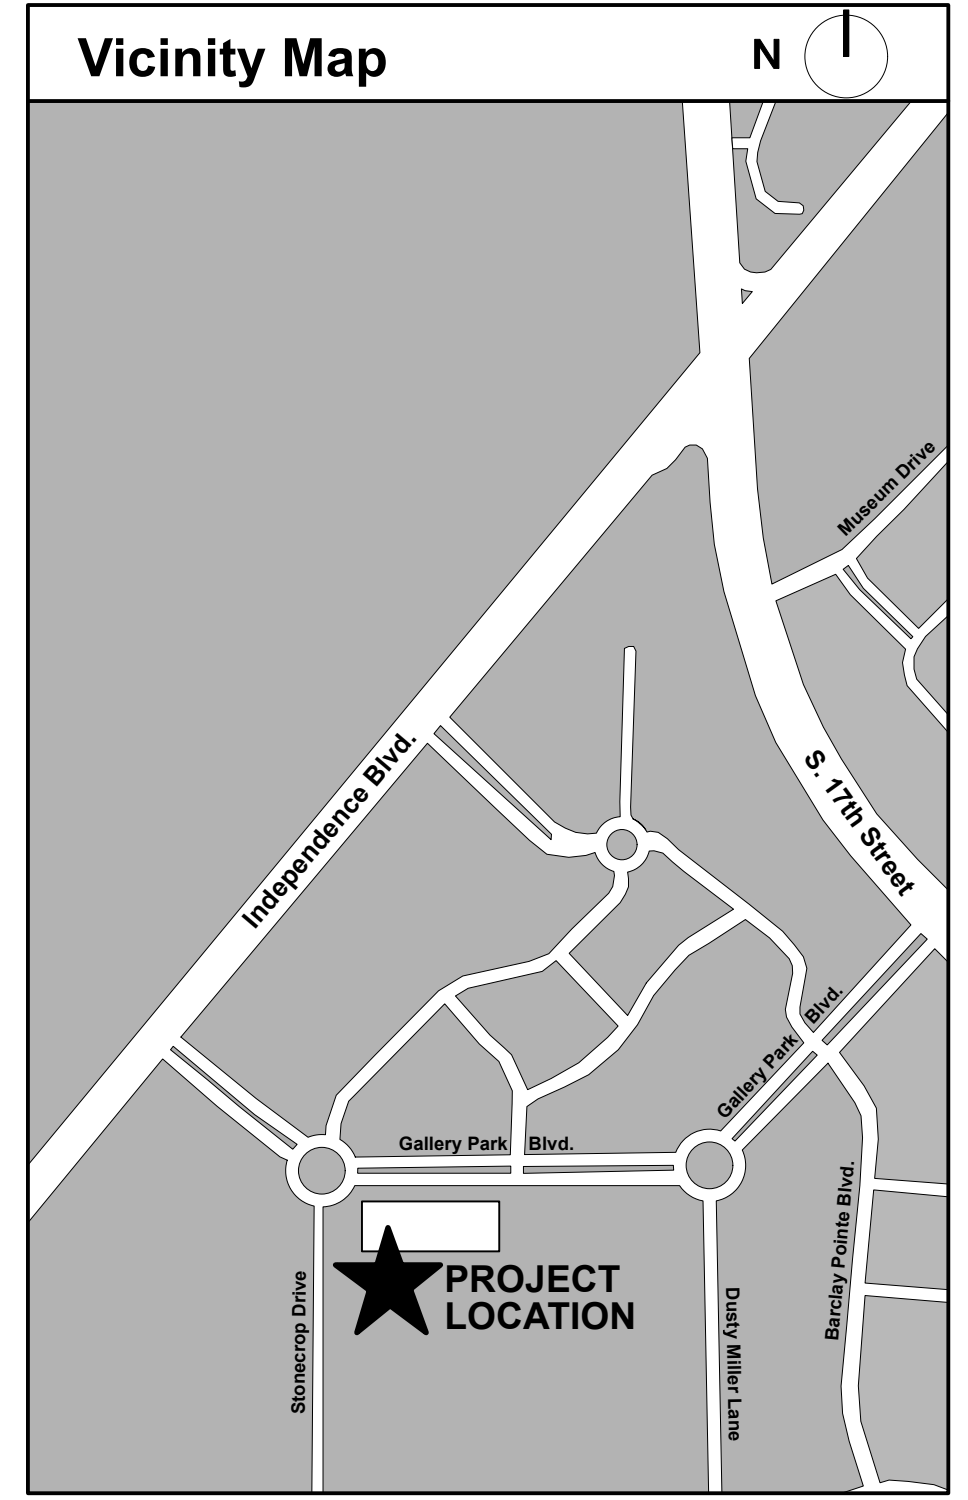 Vicinity Map
N
Museum Drive
S. 17th Street
Independence Blvd.
Gallery Park Blvd.
Gallery Park Blvd.
Barclay Pointe Blvd.
PROJECT
LOCATION
Stonecrop Drive
Dusty Miller Lane